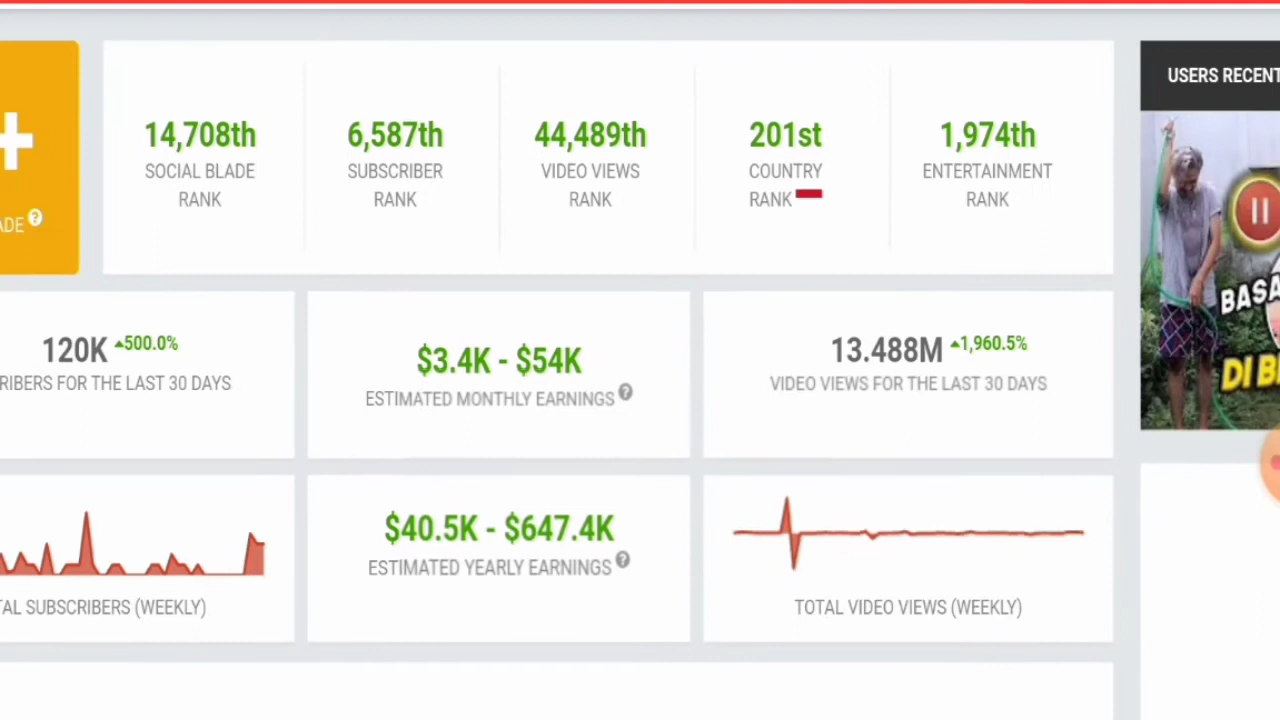 +
ADE ?
14,708th
SOCIAL BLADE
RANK
6,587th
SUBSCRIBER
RANK
44,489th
VIDEO VIEWS
RANK
201st
COUNTRY
RANK
1,974th
ENTERTAINMENT
RANK
USERS RECENT
BASA
DI B
120K 500.0%
RIBERS FOR THE LAST 30 DAYS
$3.4K - $54K
ESTIMATED MONTHLY EARNINGS ?
13.488M 1,960.5%
VIDEO VIEWS FOR THE LAST 30 DAYS
TAL SUBSCRIBERS (WEEKLY)
$40.5K - $647.4K
ESTIMATED YEARLY EARNINGS ?
TOTAL VIDEO VIEWS (WEEKLY)